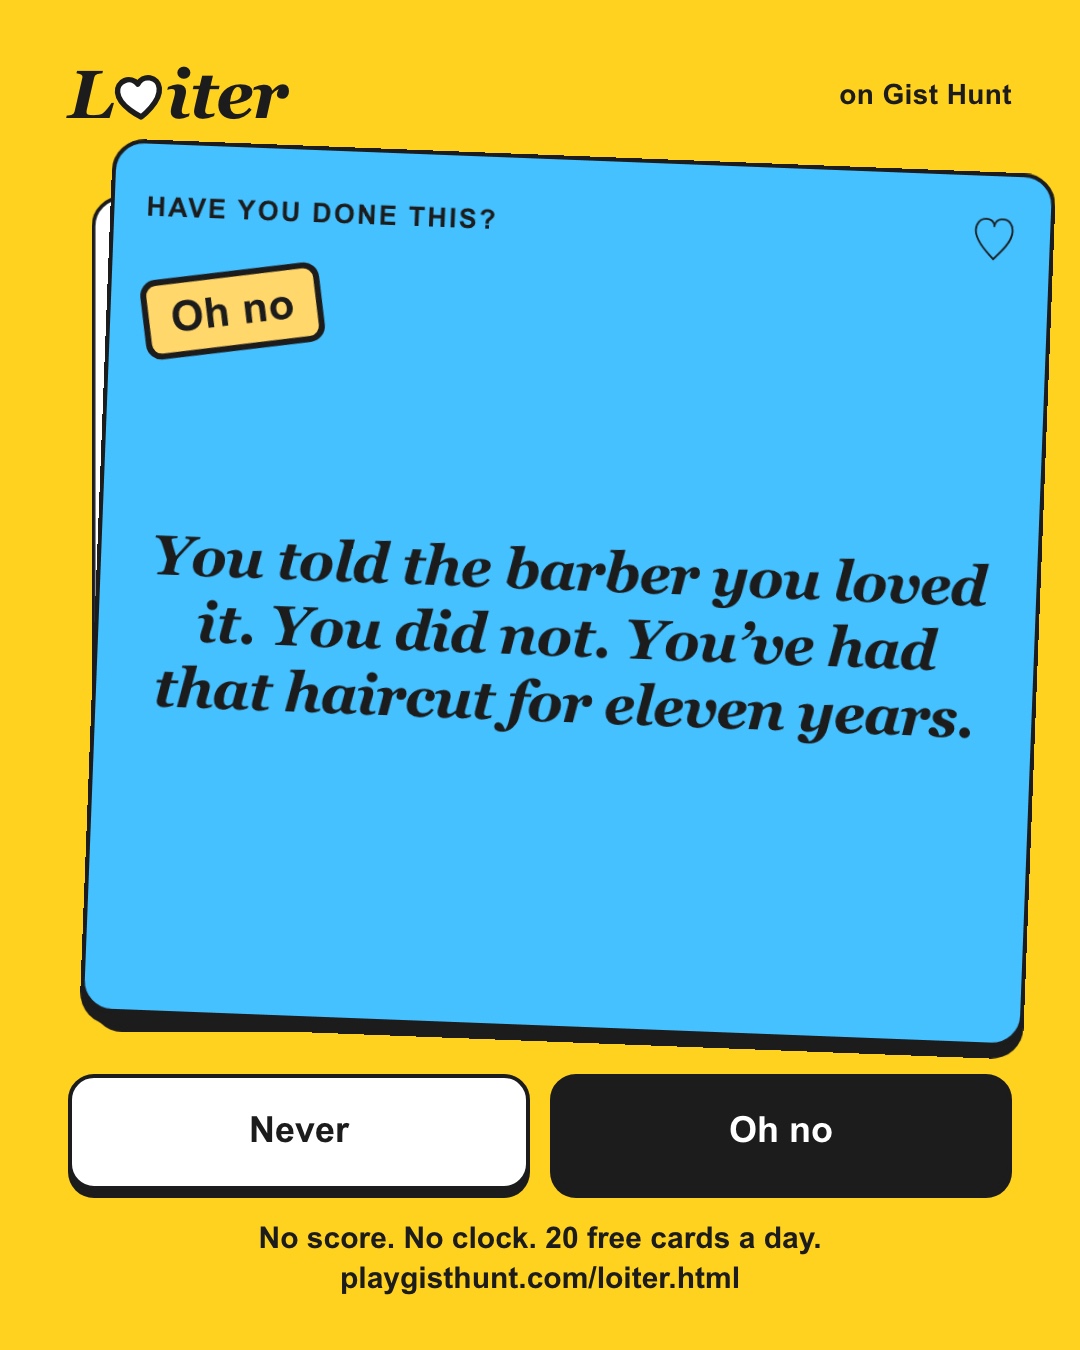 Loiter
on Gist Hunt
HAVE YOU DONE THIS?
Oh no
You told the barber you loved
it. You did not. You’ve had
that haircut for eleven years.
Never
Oh no
No score. No clock. 20 free cards a day.
playgisthunt.com/loiter.html